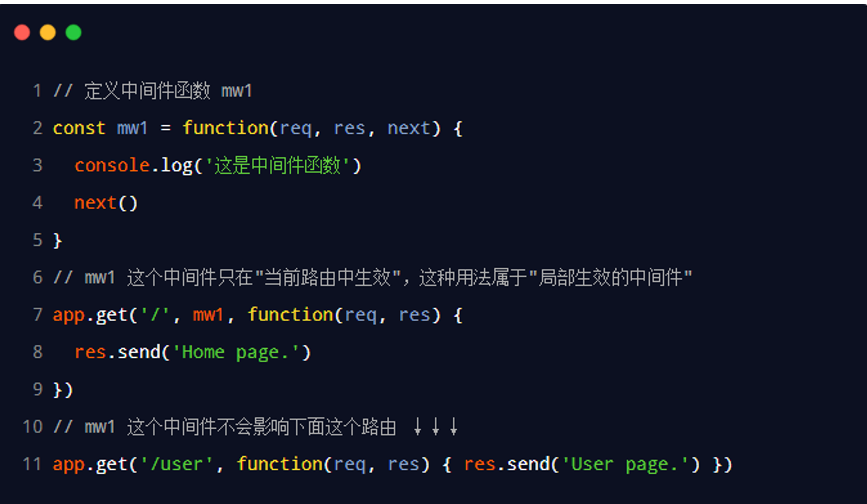 1 // 定义中间件函数 mw1
2 const mw1 = function(req, res, next) {
3   console.log('这是中间件函数')
4   next()
5 }
6 // mw1 这个中间件只在"当前路由中生效"，这种用法属于"局部生效的中间件"
7 app.get('/', mw1, function(req, res) {
8   res.send('Home page.')
9 })
10 // mw1 这个中间件不会影响下面这个路由 ↓↓↓
11 app.get('/user', function(req, res) { res.send('User page.') })